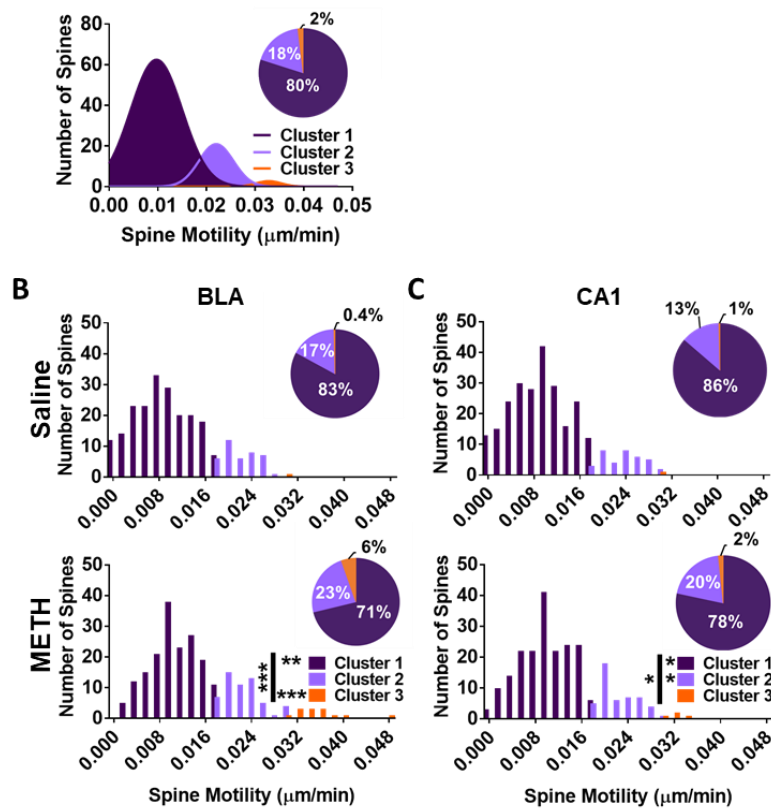 80
60
40
20
0
Number of Spines
2%
18%
80%
Cluster 1
Cluster 2
Cluster 3
0.00 0.01 0.02 0.03 0.04 0.05
Spine Motility (μm/min)
B
BLA
Saline
50
40
30
20
10
0
Number of Spines
0.4%
17%
83%
0.000 0.008 0.016 0.024 0.032 0.040 0.048
C
CA1
50
40
30
20
10
0
Number of Spines
13% 1%
86%
0.000 0.008 0.016 0.024 0.032 0.040 0.048
METH
50
40
30
20
10
0
Number of Spines
6%
23%
71%
*** ** Cluster 1
Cluster 2
*** Cluster 3
0.000 0.008 0.016 0.024 0.032 0.040 0.048
Spine Motility (μm/min)
50
40
30
20
10
0
Number of Spines
2%
20%
78%
* Cluster 1
* * Cluster 2
Cluster 3
0.000 0.008 0.016 0.024 0.032 0.040 0.048
Spine Motility (μm/min)